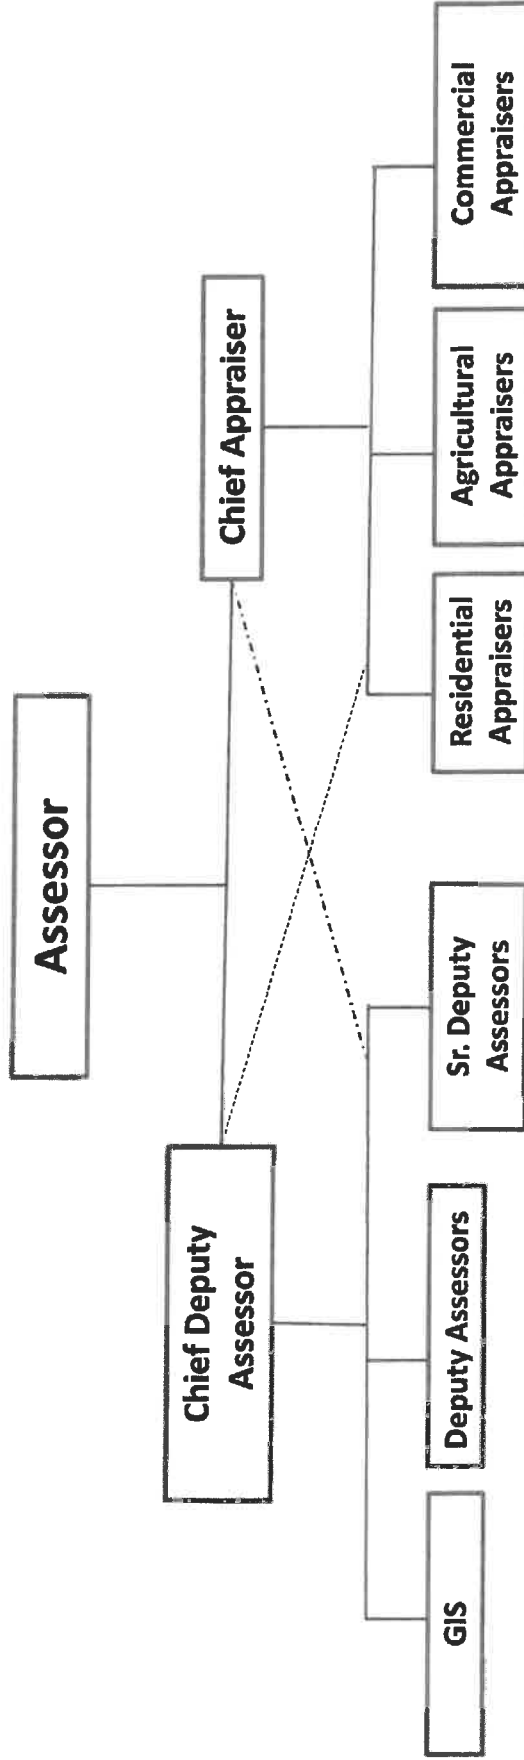 Assessor
Chief Deputy
Assessor
Chief Appraiser
GIS
Deputy Assessors
Sr. Deputy
Assessors
Residential
Appraisers
Agricultural
Appraisers
Commercial
Appraisers